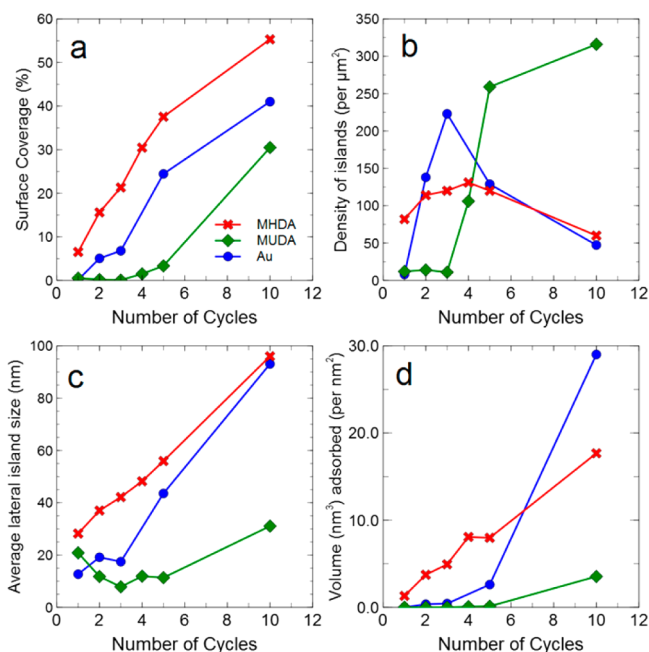 a
60
50
40
30
20
10
0
Surface Coverage (%)
MHDA
MUDA
Au
0 2 4 6 8 10 12
Number of Cycles
b
350
300
250
200
150
100
50
0
Density of islands (per μm²)
0 2 4 6 8 10 12
Number of Cycles
c
100
80
60
40
20
0
Average lateral island size (nm)
0 2 4 6 8 10 12
Number of Cycles
d
30.0
20.0
10.0
0.0
Volume (nm³) adsorbed (per nm²)
0 2 4 6 8 10 12
Number of Cycles